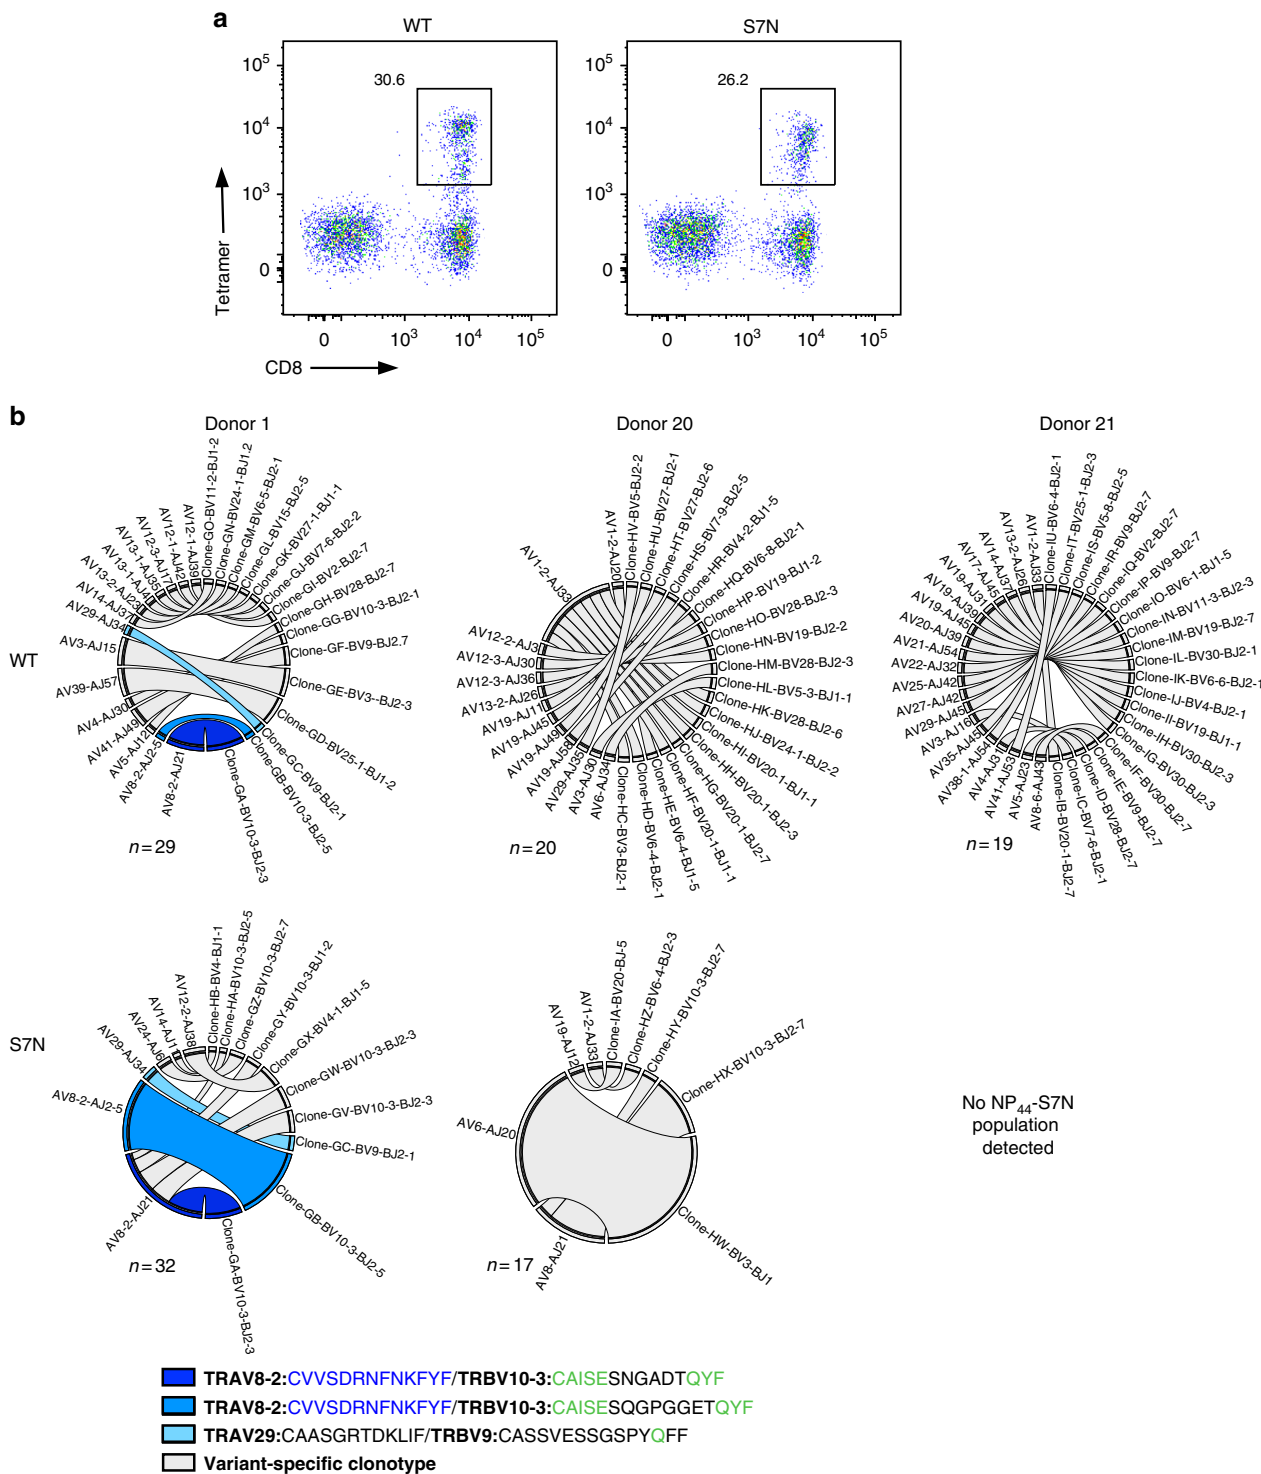 a
WT
S7N
30.6
26.2
10⁵
10⁴
10³
0
10⁵
10⁴
10³
0
Tetramer
0
10³
10⁴
10⁵
0
10³
10⁴
10⁵
CD8
b
Donor 1
Donor 20
Donor 21
WT
AV12-1-AJ39
AV12-1-AJ42
AV12-3-AJ17
AV13-1-AJ35
AV13-1-AJ4
AV13-2-AJ23
AV14-AJ37
AV29-AJ34
AV3-AJ15
AV39-AJ57
AV4-AJ30
AV41-AJ49
AV5-AJ12
AV8-2-AJ2-5
AV8-2-AJ21
Clone-GO-BV11-2-BJ1-2
Clone-GN-BV24-1-BJ1.2
Clone-GM-BV6-5-BJ2-1
Clone-GL-BV15-BJ2-5
Clone-GK-BV27-1-BJ1-1
Clone-GJ-BV7-6-BJ2-2
Clone-GI-BV2-BJ2-7
Clone-GH-BV28-BJ2-7
Clone-GG-BV10-3-BJ2-1
Clone-GF-BV9-BJ2.7
Clone-GE-BV3--BJ2-3
Clone-GD-BV25-1-BJ1-2
Clone-GC-BV9-BJ2-1
Clone-GB-BV10-3-BJ2-5
Clone-GA-BV10-3-BJ2-3
n=29
AV1-2-AJ20
AV1-2-AJ33
AV12-2-AJ3
AV12-3-AJ30
AV12-3-AJ36
AV13-2-AJ26
AV19-AJ11
AV19-AJ45
AV19-AJ49
AV19-AJ58
AV29-AJ35
AV3-AJ30
AV6-AJ34
Clone-HV-BV5-BJ2-2
Clone-HU-BV27-BJ2-1
Clone-HT-BV27-BJ2-6
Clone-HS-BV7-9-BJ2-5
Clone-HR-BV4-2-BJ1-5
Clone-HQ-BV6-8-BJ2-1
Clone-HP-BV19-BJ1-2
Clone-HO-BV28-BJ2-3
Clone-HN-BV19-BJ2-2
Clone-HM-BV28-BJ2-3
Clone-HL-BV5-3-BJ1-1
Clone-HK-BV28-BJ2-6
Clone-HJ-BV24-1-BJ2-2
Clone-HI-BV20-1-BJ1-1
Clone-HH-BV20-1-BJ2-3
Clone-HG-BV20-1-BJ2-7
Clone-HF-BV20-1-BJ1-1
Clone-HE-BV6-4-BJ1-5
Clone-HD-BV6-4-BJ2-1
Clone-HC-BV3-BJ2-1
n=20
AV1-2-AJ33
AV13-2-AJ26
AV14-AJ37
AV17-AJ45
AV19-AJ31
AV19-AJ39
AV19-AJ45
AV20-AJ39
AV21-AJ54
AV22-AJ32
AV25-AJ42
AV27-AJ42
AV29-AJ45
AV3-AJ16
AV35-AJ45
AV38-1-AJ54
AV4-AJ31
AV41-AJ53
AV5-AJ23
AV8-6-AJ43
Clone-IU-BV6-4-BJ2-1
Clone-IT-BV25-1-BJ2-3
Clone-IS-BV5-8-BJ2-5
Clone-IR-BV9-BJ2-7
Clone-IQ-BV2-BJ2-7
Clone-IP-BV9-BJ2-7
Clone-IO-BV6-1-BJ1-5
Clone-IN-BV11-3-BJ2-3
Clone-IM-BV19-BJ2-7
Clone-IL-BV30-BJ2-1
Clone-IK-BV6-6-BJ2-1
Clone-IJ-BV4-BJ2-1
Clone-II-BV19-BJ1-1
Clone-IH-BV30-BJ2-3
Clone-IG-BV30-BJ2-3
Clone-IF-BV30-BJ2-7
Clone-IE-BV9-BJ2-7
Clone-ID-BV28-BJ2-7
Clone-IC-BV7-6-BJ2-1
Clone-IB-BV20-1-BJ2-7
n=19
S7N
AV12-2-AJ38
AV14-AJ11
AV24-AJ6
AV29-AJ34
AV8-2-AJ2-5
AV8-2-AJ21
Clone-HB-BV4-BJ1-1
Clone-HA-BV10-3-BJ2-5
Clone-GZ-BV10-3-BJ2-7
Clone-GY-BV10-3-BJ1-2
Clone-GX-BV4-1-BJ1-5
Clone-GW-BV10-3-BJ2-3
Clone-GV-BV10-3-BJ2-3
Clone-GC-BV9-BJ2-1
Clone-GB-BV10-3-BJ2-5
Clone-GA-BV10-3-BJ2-3
n=32
AV1-2-AJ33
AV19-AJ12
AV6-AJ20
AV8-AJ21
Clone-IA-BV20-BJ-5
Clone-HZ-BV6-4-BJ2-3
Clone-HY-BV10-3-BJ2-7
Clone-HX-BV10-3-BJ2-7
Clone-HW-BV3-BJ1
n=17
No NP₄₄-S7N
population
detected
TRAV8-2:CVVSDRNFNKFYF/TRBV10-3:CAISESNGADTQYF
TRAV8-2:CVVSDRNFNKFYF/TRBV10-3:CAISESQGPGGETQYF
TRAV29:CAASGRTDKLIF/TRBV9:CASSVESSGSPYQFF
Variant-specific clonotype